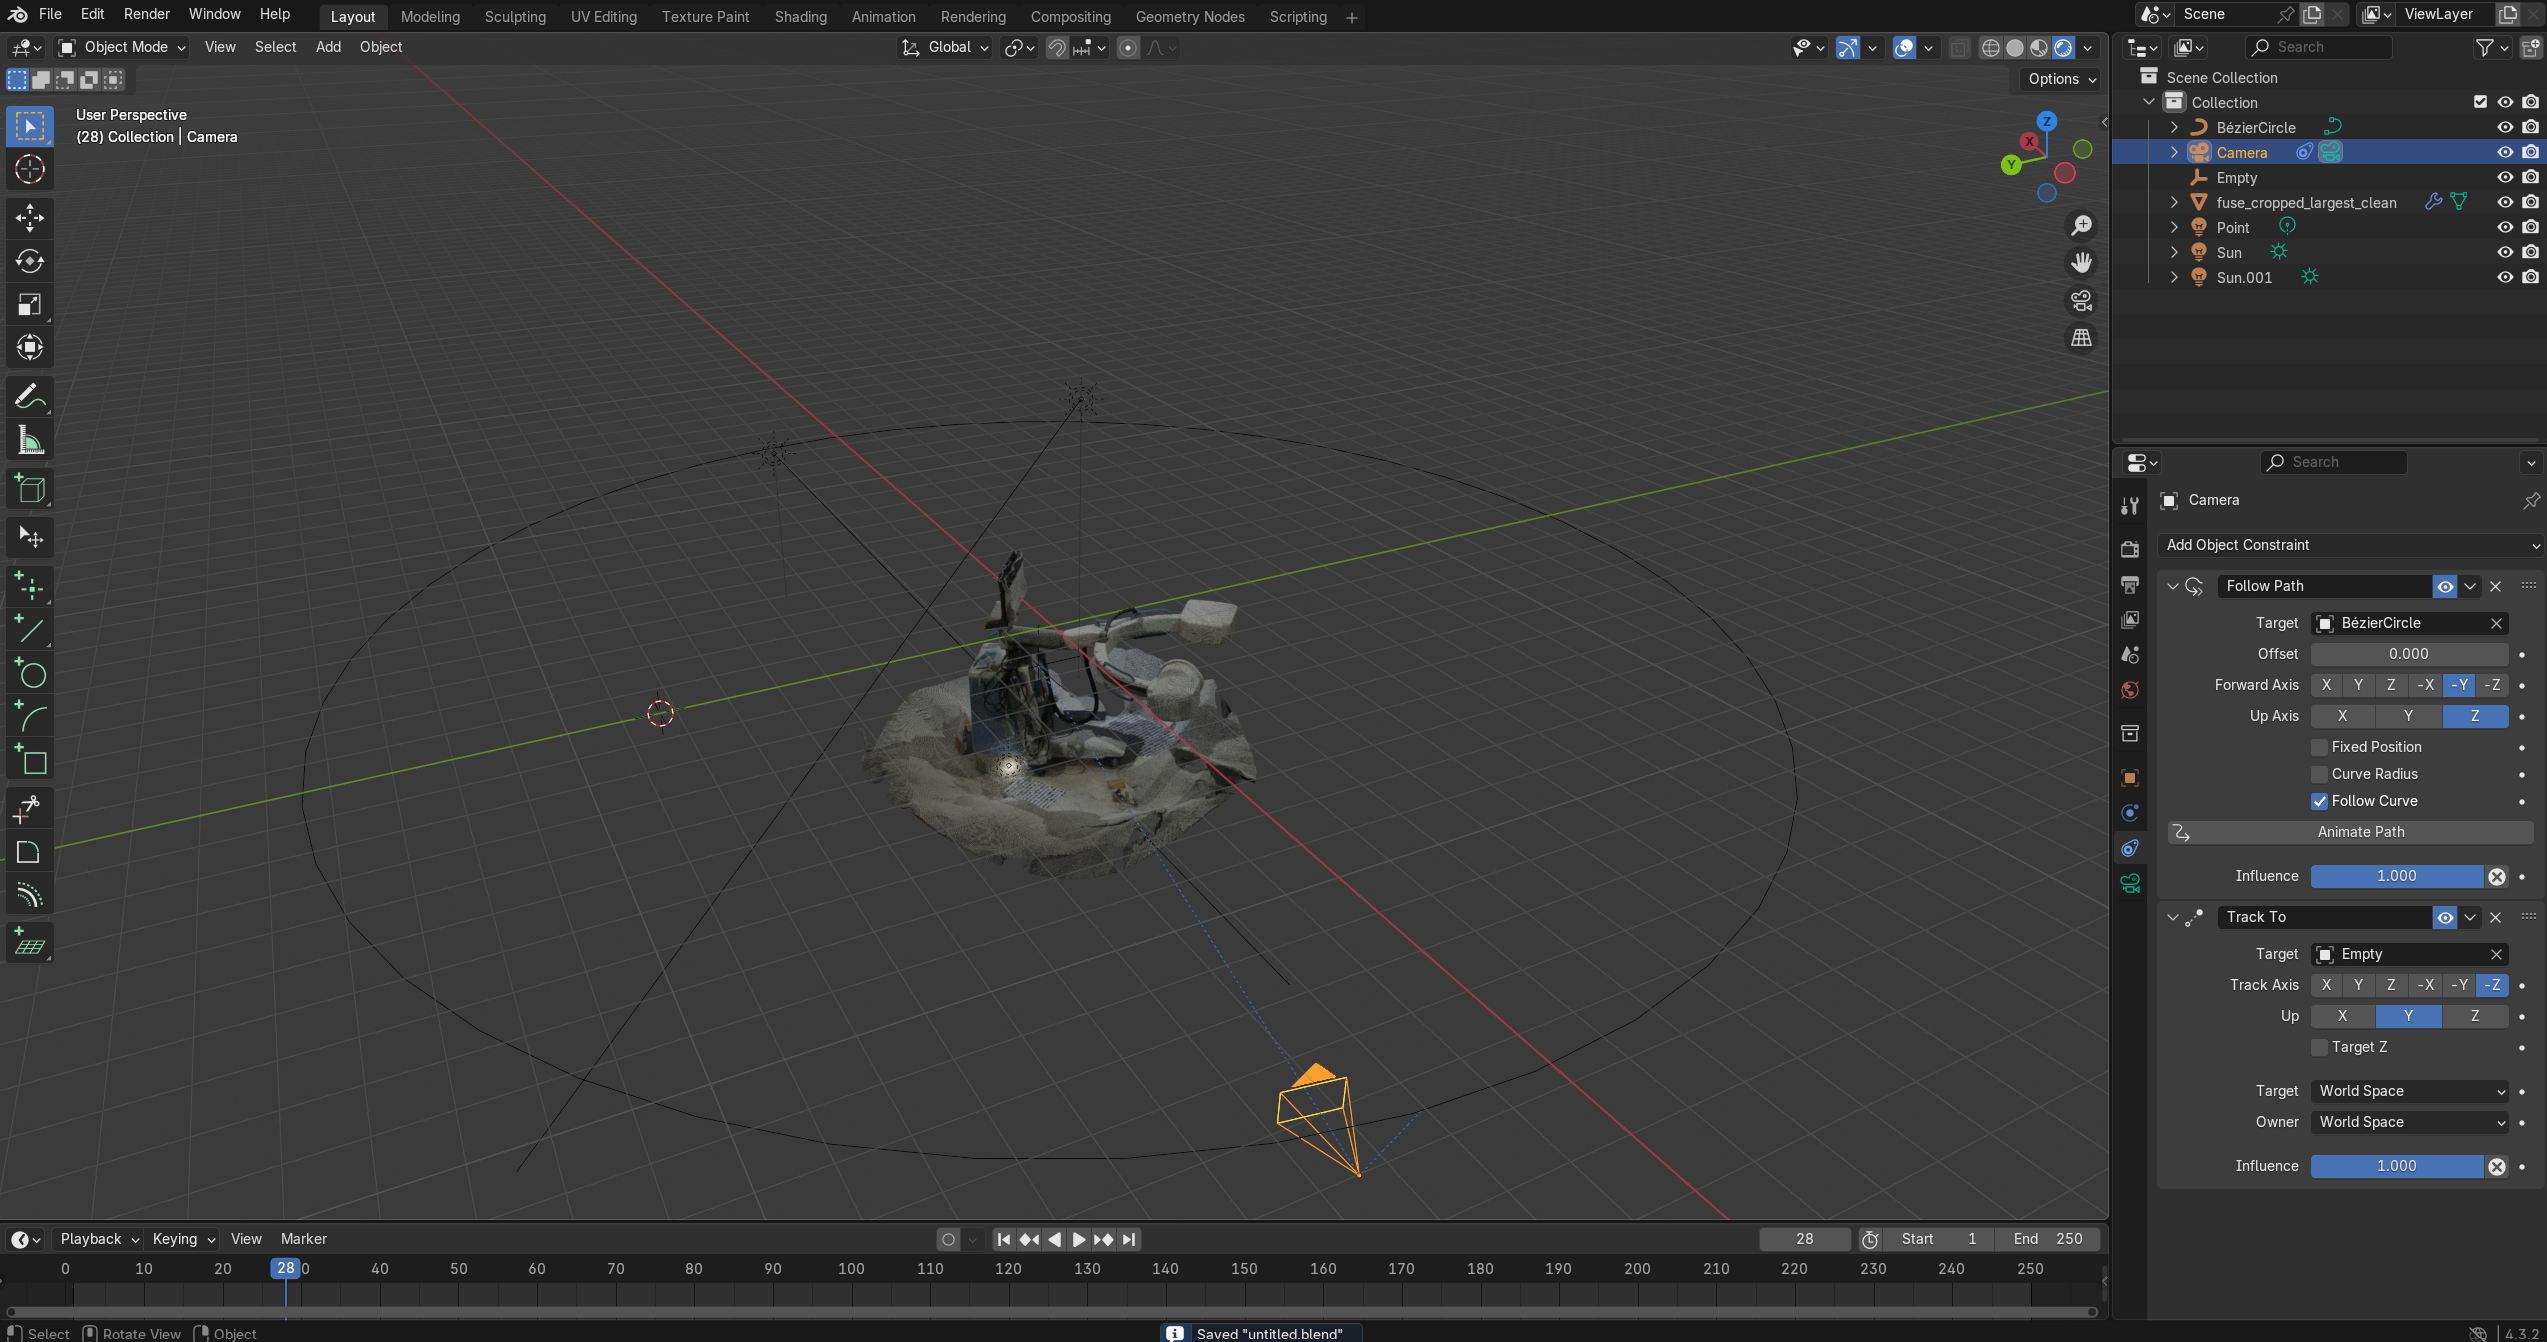 File Edit Render Window Help Layout Modeling Sculpting UV Editing Texture Paint Shading Animation Rendering Compositing Geometry Nodes Scripting + Scene ViewLayer
Object Mode View Select Add Object Global Search
Options
User Perspective
(28) Collection | Camera
Z
X
Y
Scene Collection
Collection
BézierCircle
Camera
Empty
fuse_cropped_largest_clean
Point
Sun
Sun.001
Search
Camera
Add Object Constraint
Follow Path
Target BézierCircle
Offset 0.000
Forward Axis X Y Z -X -Y -Z
Up Axis X Y Z
Fixed Position
Curve Radius
Follow Curve
Animate Path
Influence 1.000
Track To
Target Empty
Track Axis X Y Z -X -Y -Z
Up X Y Z
Target Z
Target World Space
Owner World Space
Influence 1.000
Playback Keying View Marker 28 Start 1 End 250
0 10 20 28 0 40 50 60 70 80 90 100 110 120 130 140 150 160 170 180 190 200 210 220 230 240 250
Select Rotate View Object Saved "untitled.blend" 4.3.2